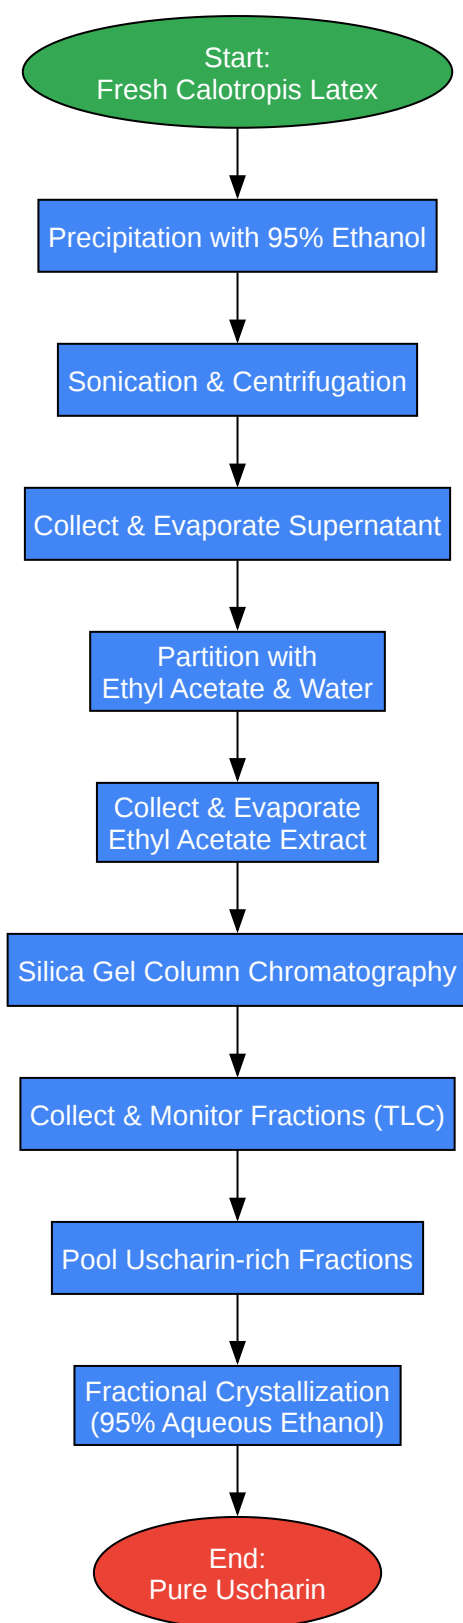 Start:
Fresh Calotropis Latex
Precipitation with 95% Ethanol
Sonication & Centrifugation
Collect & Evaporate Supernatant
Partition with
Ethyl Acetate & Water
Collect & Evaporate
Ethyl Acetate Extract
Silica Gel Column Chromatography
Collect & Monitor Fractions (TLC)
Pool Uscharin-rich Fractions
Fractional Crystallization
(95% Aqueous Ethanol)
End:
Pure Uscharin